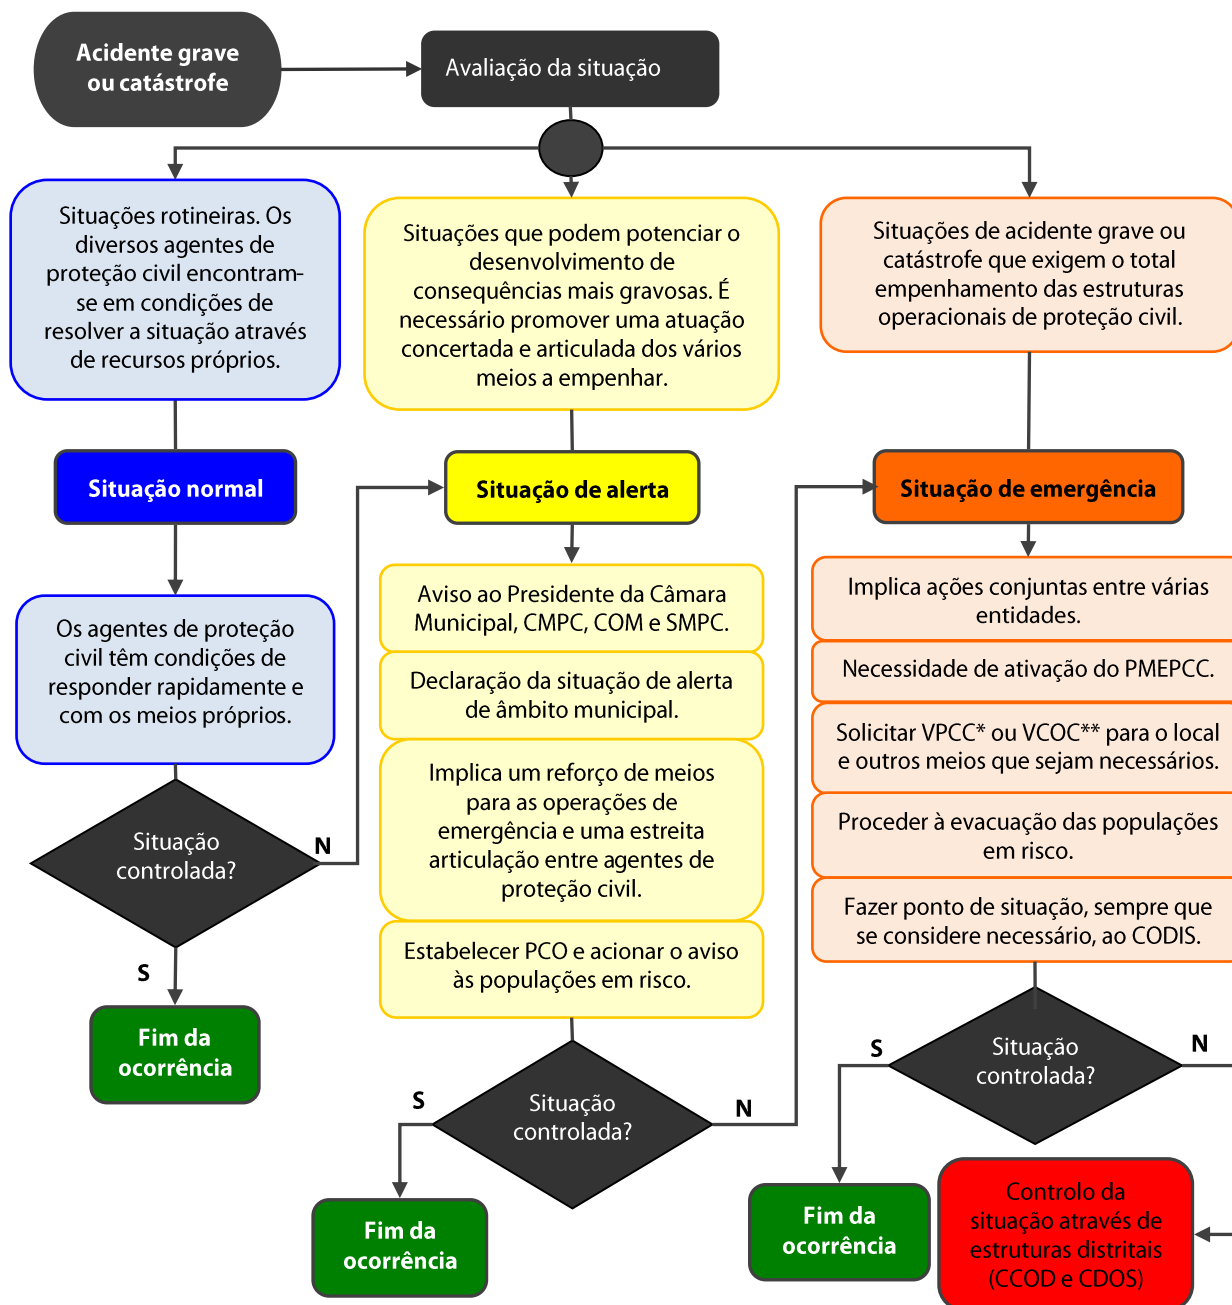 Acidente grave
ou catástrofe
Avaliação da situação
Situações rotineiras. Os
diversos agentes de
proteção civil encontram-
se em condições de
resolver a situação através
de recursos próprios.
Situação normal
Os agentes de proteção
civil têm condições de
responder rapidamente e
com os meios próprios.
Situação
controlada?
N
S
Fim da
ocorrência
Situações que podem potenciar o
desenvolvimento de
consequências mais gravosas. É
necessário promover uma atuação
concertada e articulada dos vários
meios a empenhar.
Situação de alerta
Aviso ao Presidente da Câmara
Municipal, CMPC, COM e SMPC.
Declaração da situação de alerta
de âmbito municipal.
Implica um reforço de meios
para as operações de
emergência e uma estreita
articulação entre agentes de
proteção civil.
Estabelecer PCO e acionar o aviso
às populações em risco.
Situação
controlada?
S
N
Fim da
ocorrência
Situações de acidente grave ou
catástrofe que exigem o total
empenhamento das estruturas
operacionais de proteção civil.
Situação de emergência
Implica ações conjuntas entre várias
entidades.
Necessidade de ativação do PMEPCC.
Solicitar VPCC* ou VCOC** para o local
e outros meios que sejam necessários.
Proceder à evacuação das populações
em risco.
Fazer ponto de situação, sempre que
se considere necessário, ao CODIS.
Situação
controlada?
S
N
Fim da
ocorrência
Controlo da
situação através de
estruturas distritais
(CCOD e CDOS)